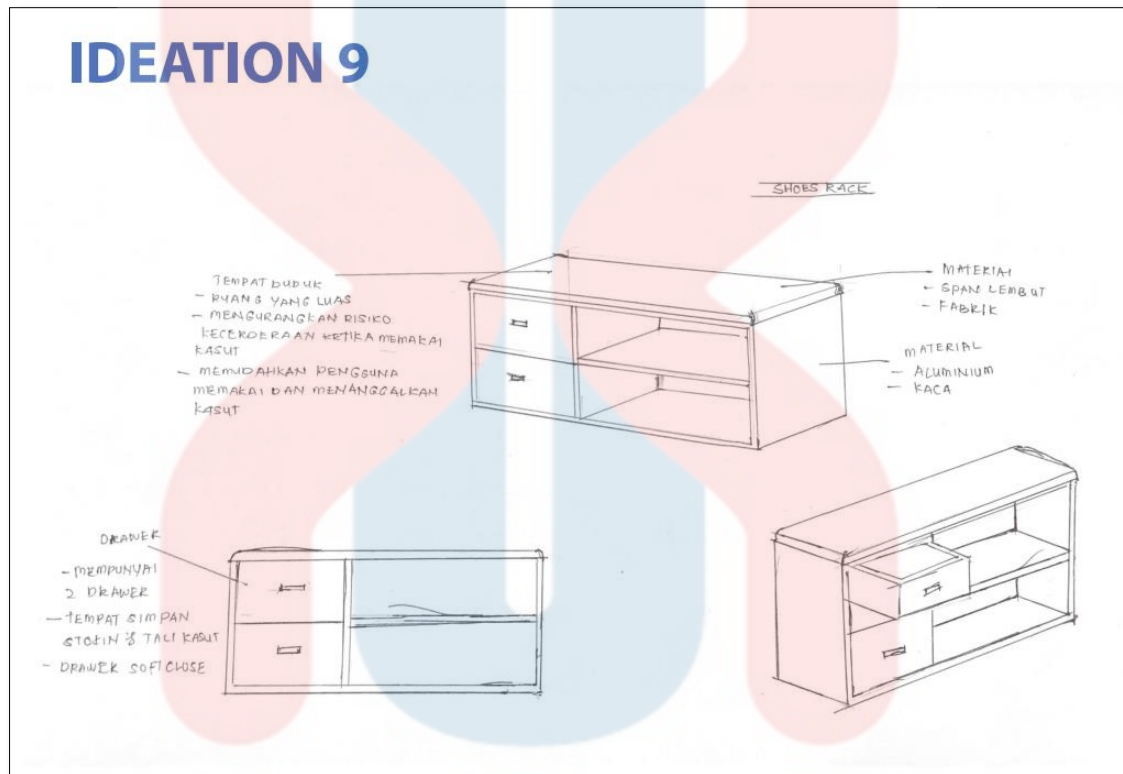 IDEATION 9
SHOES RACK
TEMPAT DUDUK
- RUANG YANG LUAS
- MENGURANGKAN RISIKO
KECEDERAAN KETIKA MEMAKAI
KASUT
- MEMUDAHKAN PENGGUNA
MEMAKAI DAN MENANGGALKAN
KASUT
MATERIAL
- SPAN LEMBUT
- FABRIK
MATERIAL
- ALUMINIUM
- KACA
DRAWER
- MEMPUNYAI
2 DRAWER
- TEMPAT SIMPAN
STOKIN & TALI KASUT
- DRAWER SOFT CLOSE